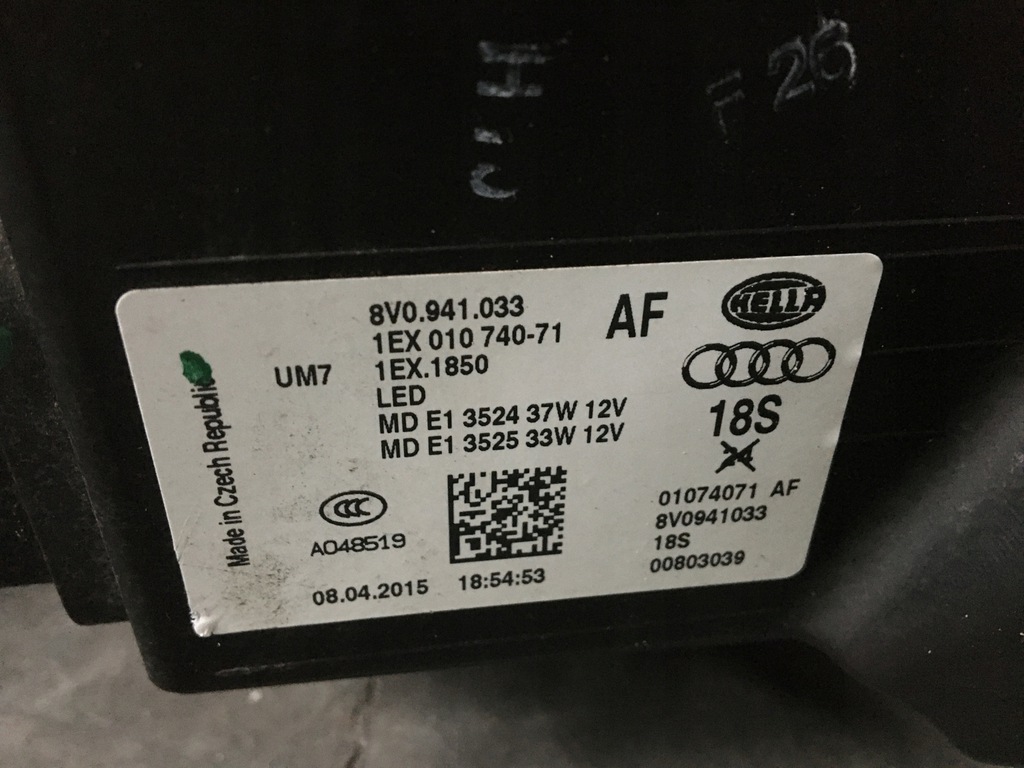 F 26
8V0.941.033
1EX 010 740-71
UM7 1EX.1850
LED
MD E1 3524 37W 12V
MD E1 3525 33W 12V
AF
HELLA
18S
01074071 AF
8V0941033
18S
00803039
Made in Czech Republic
CCC
A048519
08.04.2015 18:54:53